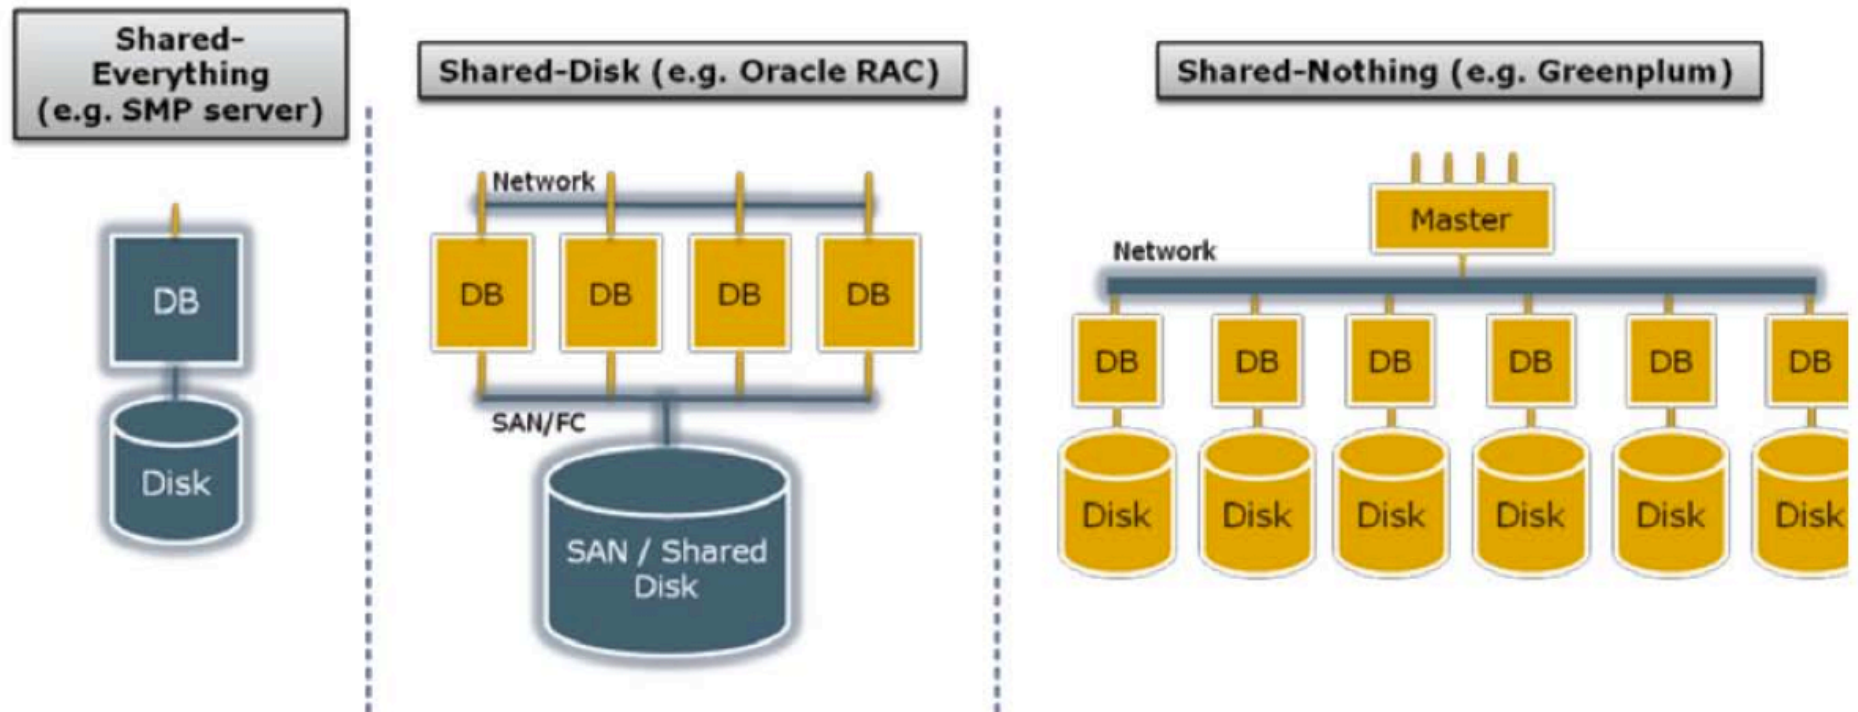 Shared-
Everything
(e.g. SMP server)
DB
Disk
Shared-Disk (e.g. Oracle RAC)
Network
DB DB DB DB
SAN/FC
SAN / Shared
Disk
Shared-Nothing (e.g. Greenplum)
Master
Network
DB DB DB DB DB DB
Disk Disk Disk Disk Disk Disk